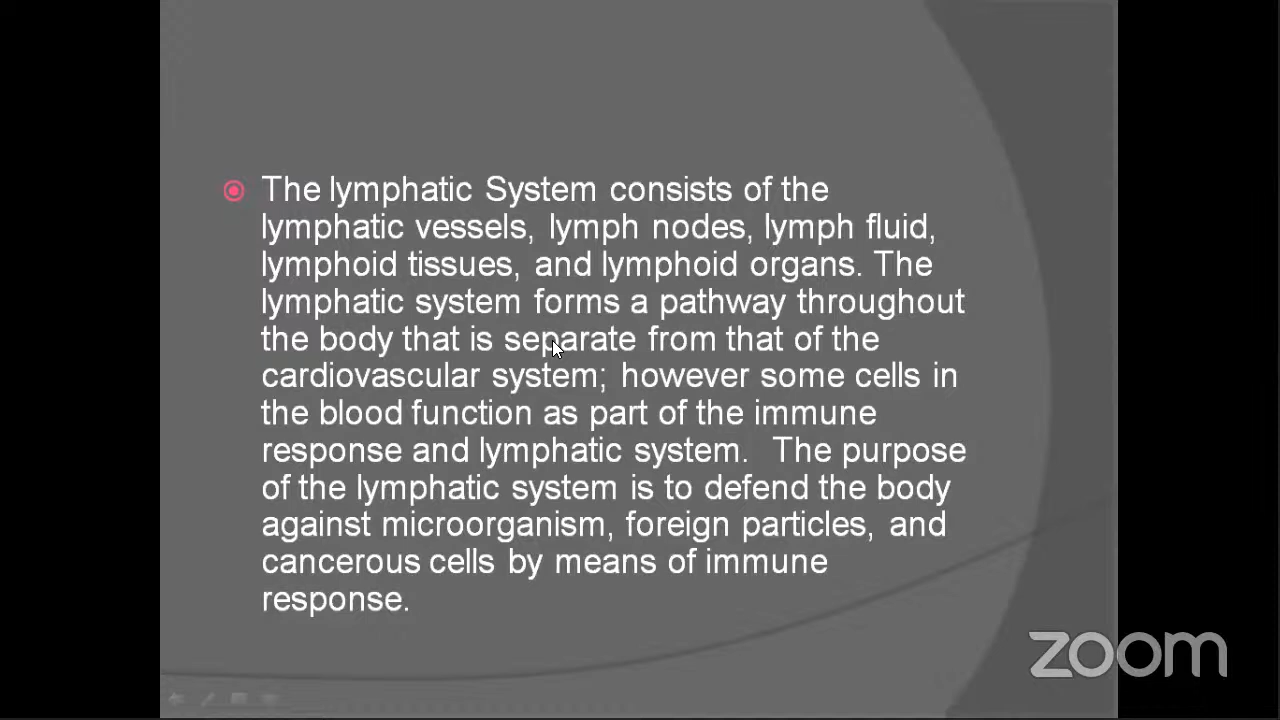 The lymphatic System consists of the
lymphatic vessels, lymph nodes, lymph fluid,
lymphoid tissues, and lymphoid organs. The
lymphatic system forms a pathway throughout
the body that is separate from that of the
cardiovascular system; however some cells in
the blood function as part of the immune
response and lymphatic system.  The purpose
of the lymphatic system is to defend the body
against microorganism, foreign particles, and
cancerous cells by means of immune
response.
zoom